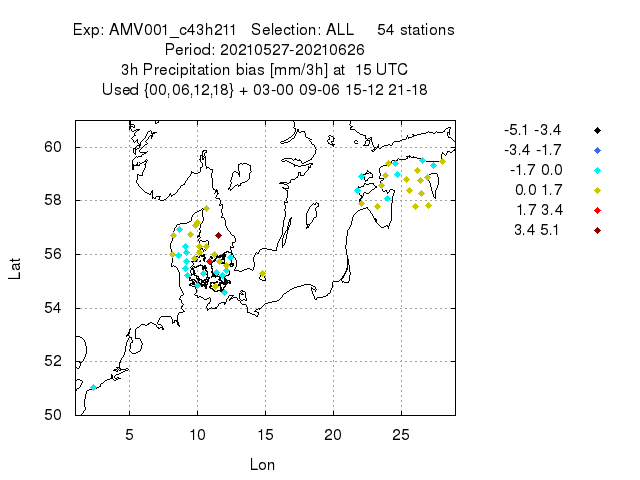 Exp: AMV001_c43h211 Selection: ALL 54 stations
Period: 20210527-20210626
3h Precipitation bias [mm/3h] at 15 UTC
Used {00,06,12,18} + 03-00 09-06 15-12 21-18
-5.1 -3.4
-3.4 -1.7
-1.7 0.0
0.0 1.7
1.7 3.4
3.4 5.1
60
58
56
54
52
50
Lat
5 10 15 20 25
Lon